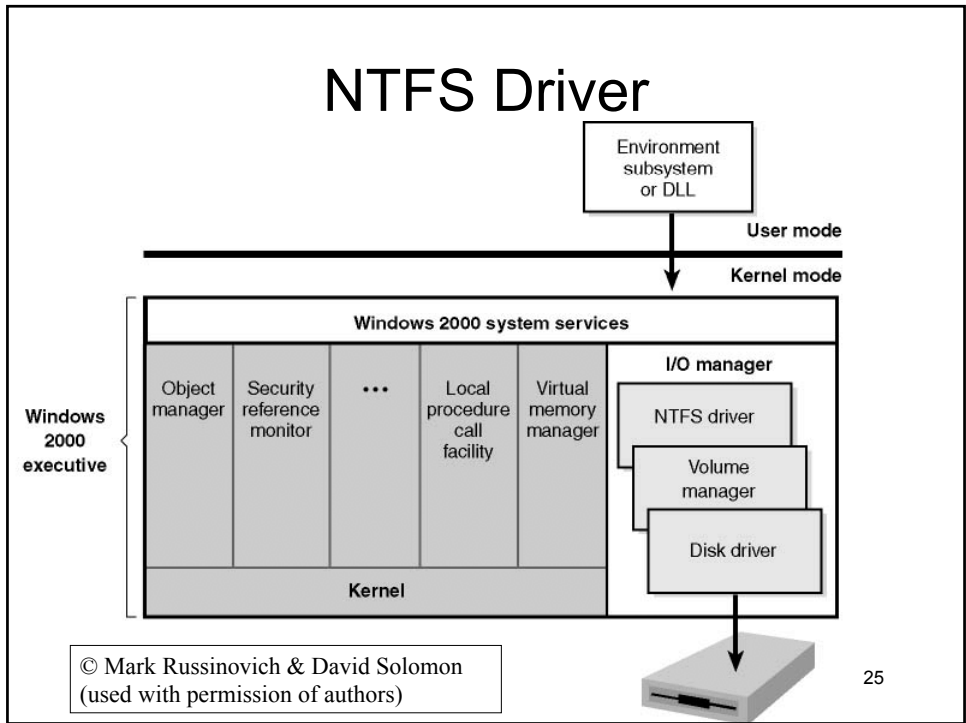 NTFS Driver
Environment
subsystem
or DLL
User mode
Kernel mode
Windows 2000 system services
Windows
2000
executive
Object
manager
Security
reference
monitor
•••
Local
procedure
call
facility
Virtual
memory
manager
I/O manager
NTFS driver
Volume
manager
Disk driver
Kernel
© Mark Russinovich & David Solomon
(used with permission of authors)
25